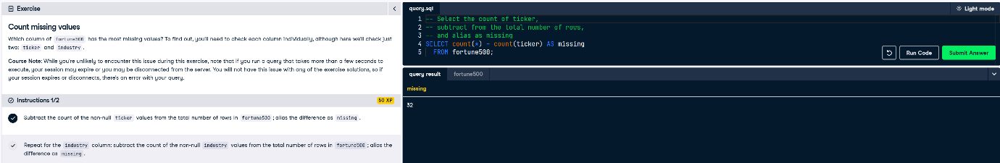 Exercise
Count missing values
Which column of fortune500 has the most missing values? To find out, you'll need to check each column individually, although here we'll check just
two: ticker and industry.
Course Note: While you're unlikely to encounter this issue during this exercise, note that if you run a query that takes more than a few seconds to
execute, your session may expire or you may be disconnected from the server. You will not have this issue with any of the exercise solutions, so if
your session expires or disconnects, there's an error with your query.
Instructions 1/2
50 XP
Subtract the count of the non-null ticker values from the total number of rows in fortune500; alias the difference as missing.
Repeat for the industry column: subtract the count of the non-null industry values from the total number of rows in fortune500; alias the
difference as missing.
query.sql
Light mode
1 -- Select the count of ticker,
2 -- subtract from the total number of rows,
3 -- and alias as missing
4 SELECT count(*) - count(ticker) AS missing
5 FROM fortune500;
Run Code
Submit Answer
query result
fortune500
missing
32